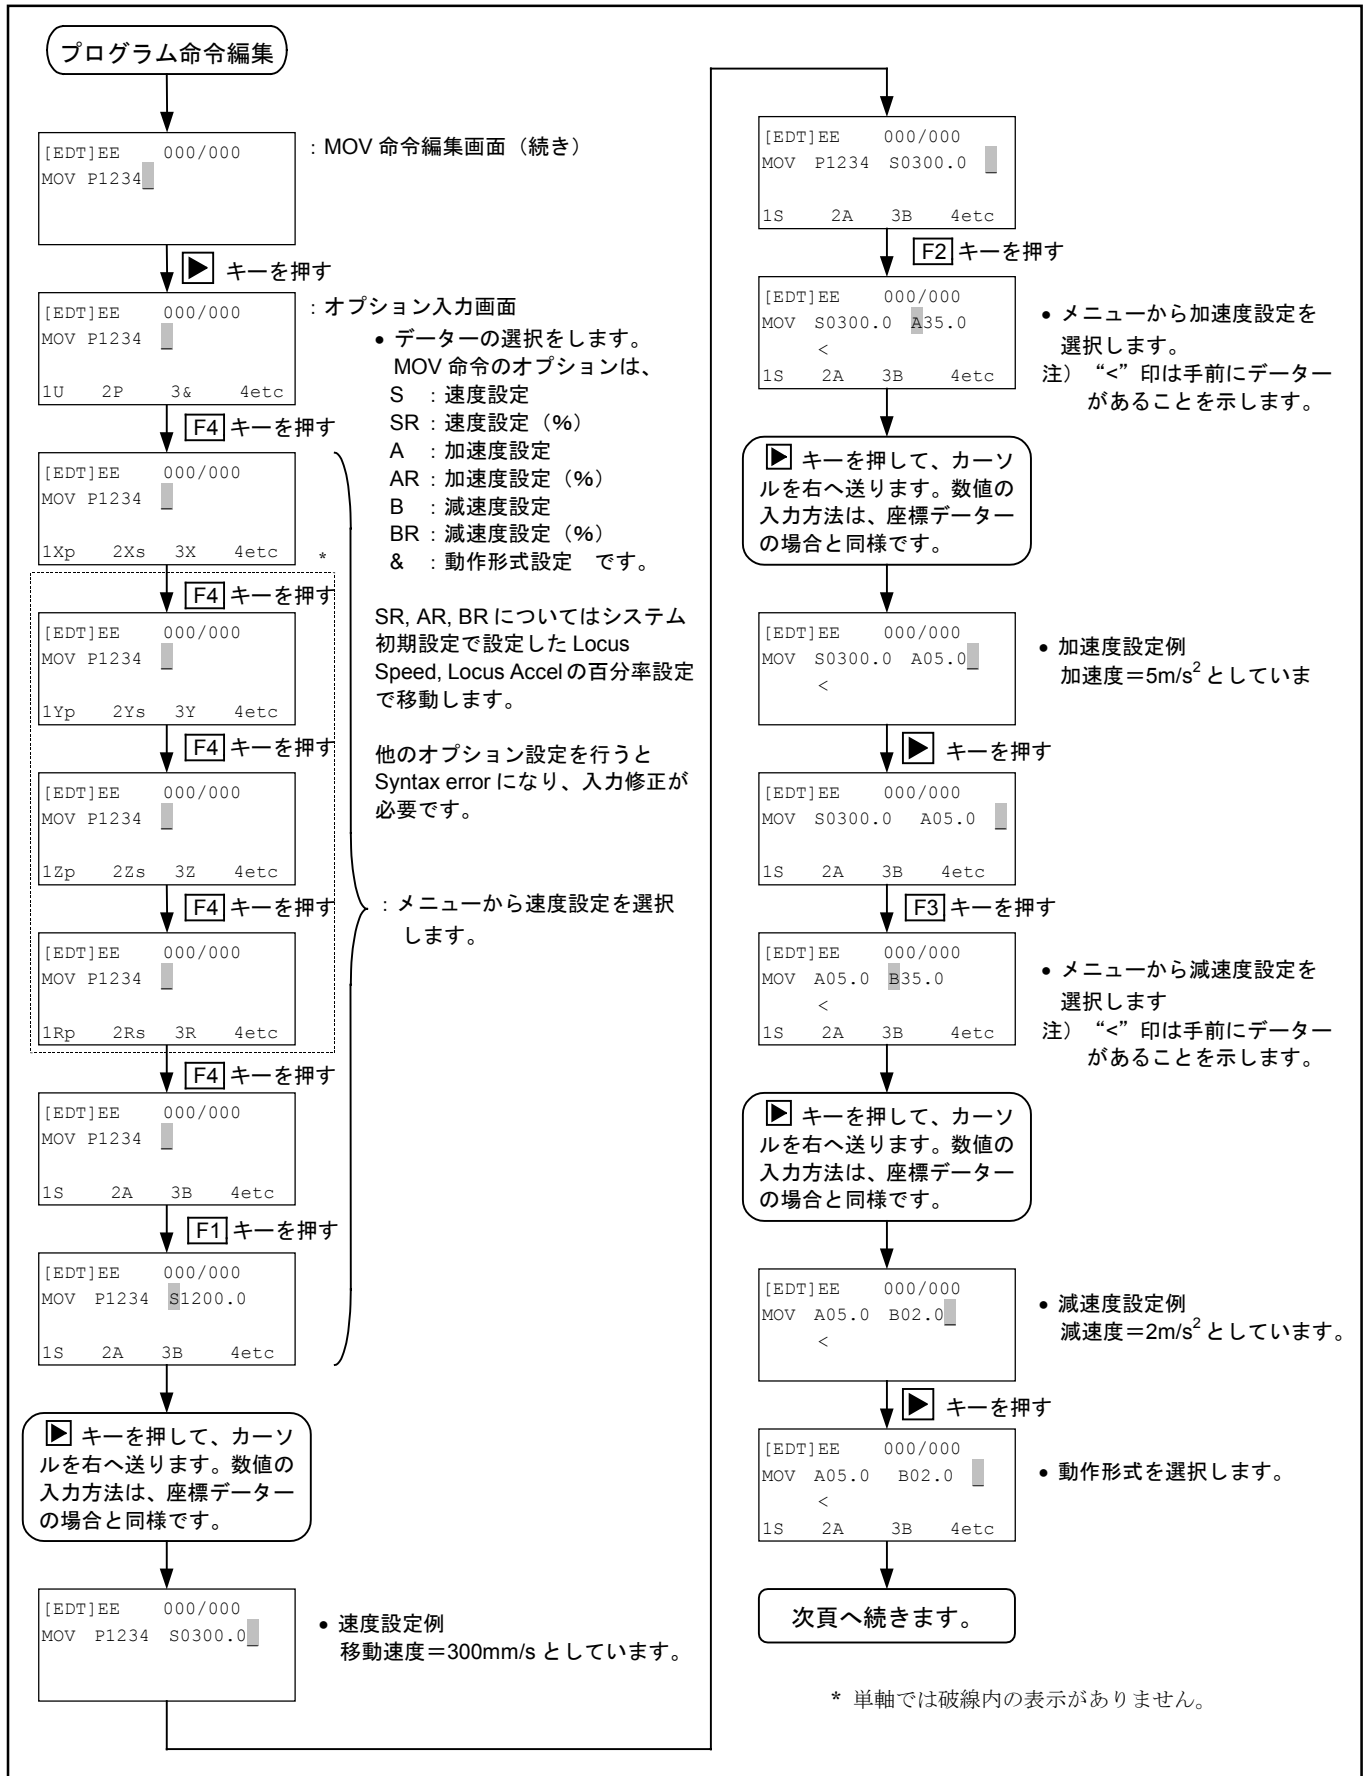 プログラム命令編集
[EDT]EE 000/000
MOV P1234_
：MOV 命令編集画面（続き）
▶ キーを押す
[EDT]EE 000/000
MOV P1234 _
1U 2P 3& 4etc
：オプション入力画面
• データーの選択をします。
MOV 命令のオプションは、
S ：速度設定
SR：速度設定（%）
A ：加速度設定
AR：加速度設定（%）
B ：減速度設定
BR：減速度設定（%）
& ：動作形式設定 です。
SR, AR, BR についてはシステム
初期設定で設定した Locus
Speed, Locus Accel の百分率設定
で移動します。
他のオプション設定を行うと
Syntax error になり、入力修正が
必要です。
F4 キーを押す
[EDT]EE 000/000
MOV P1234 _
1Xp 2Xs 3X 4etc
*
F4 キーを押す
[EDT]EE 000/000
MOV P1234 _
1Yp 2Ys 3Y 4etc
F4 キーを押す
[EDT]EE 000/000
MOV P1234 _
1Zp 2Zs 3Z 4etc
F4 キーを押す
：メニューから速度設定を選択
します。
[EDT]EE 000/000
MOV P1234 _
1Rp 2Rs 3R 4etc
F4 キーを押す
[EDT]EE 000/000
MOV P1234 _
1S 2A 3B 4etc
F1 キーを押す
[EDT]EE 000/000
MOV P1234 S1200.0
1S 2A 3B 4etc
▶ キーを押して、カーソ
ルを右へ送ります。数値の
入力方法は、座標データー
の場合と同様です。
[EDT]EE 000/000
MOV P1234 S0300.0_
• 速度設定例
移動速度＝300mm/s としています。
[EDT]EE 000/000
MOV P1234 S0300.0 _
1S 2A 3B 4etc
F2 キーを押す
[EDT]EE 000/000
MOV S0300.0 A35.0
<
1S 2A 3B 4etc
• メニューから加速度設定を
選択します。
注） “<” 印は手前にデーター
があることを示します。
▶ キーを押して、カーソ
ルを右へ送ります。数値の
入力方法は、座標データー
の場合と同様です。
[EDT]EE 000/000
MOV S0300.0 A05.0_
<
• 加速度設定例
加速度＝5m/s² としていま
▶ キーを押す
[EDT]EE 000/000
MOV S0300.0 A05.0 _
1S 2A 3B 4etc
F3 キーを押す
[EDT]EE 000/000
MOV A05.0 B35.0
<
1S 2A 3B 4etc
• メニューから減速度設定を
選択します
注） “<” 印は手前にデーター
があることを示します。
▶ キーを押して、カーソ
ルを右へ送ります。数値の
入力方法は、座標データー
の場合と同様です。
[EDT]EE 000/000
MOV A05.0 B02.0_
<
• 減速度設定例
減速度＝2m/s² としています。
▶ キーを押す
[EDT]EE 000/000
MOV A05.0 B02.0 _
<
1S 2A 3B 4etc
• 動作形式を選択します。
次頁へ続きます。
* 単軸では破線内の表示がありません。